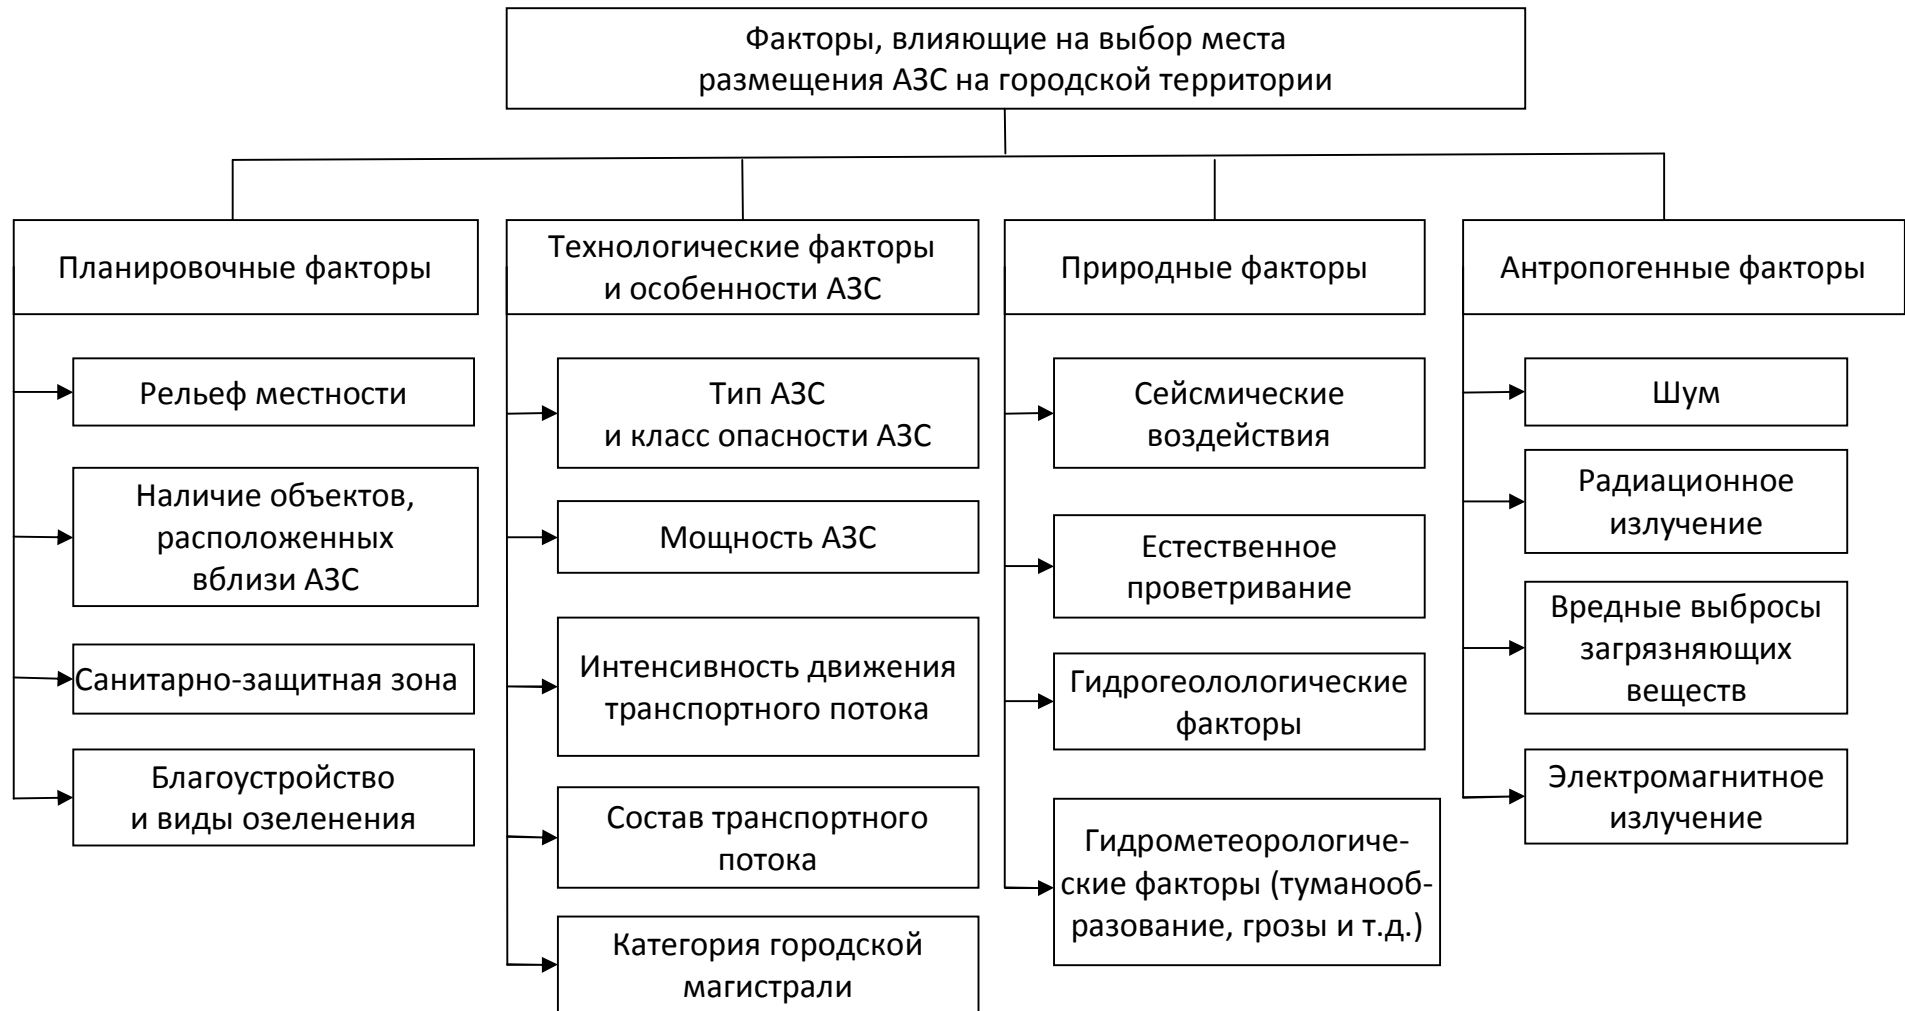 Факторы, влияющие на выбор места
размещения АЗС на городской территории
Планировочные факторы
Рельеф местности
Наличие объектов,
расположенных
вблизи АЗС
Санитарно-защитная зона
Благоустройство
и виды озеленения
Технологические факторы
и особенности АЗС
Тип АЗС
и класс опасности АЗС
Мощность АЗС
Интенсивность движения
транспортного потока
Состав транспортного
потока
Категория городской
магистрали
Природные факторы
Сейсмические
воздействия
Естественное
проветривание
Гидрогеолологические
факторы
Гидрометеорологиче-
ские факторы (туманооб-
разование, грозы и т.д.)
Антропогенные факторы
Шум
Радиационное
излучение
Вредные выбросы
загрязняющих
веществ
Электромагнитное
излучение